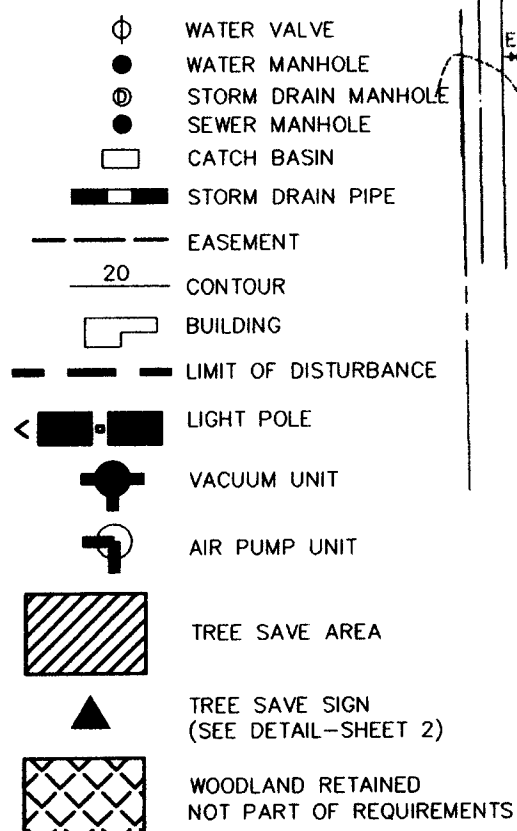 WATER VALVE
E
WATER MANHOLE
D STORM DRAIN MANHOLE
SEWER MANHOLE
CATCH BASIN
STORM DRAIN PIPE
EASEMENT
20
CONTOUR
BUILDING
LIMIT OF DISTURBANCE
LIGHT POLE
VACUUM UNIT
AIR PUMP UNIT
TREE SAVE AREA
TREE SAVE SIGN
(SEE DETAIL-SHEET 2)
WOODLAND RETAINED
NOT PART OF REQUIREMENTS